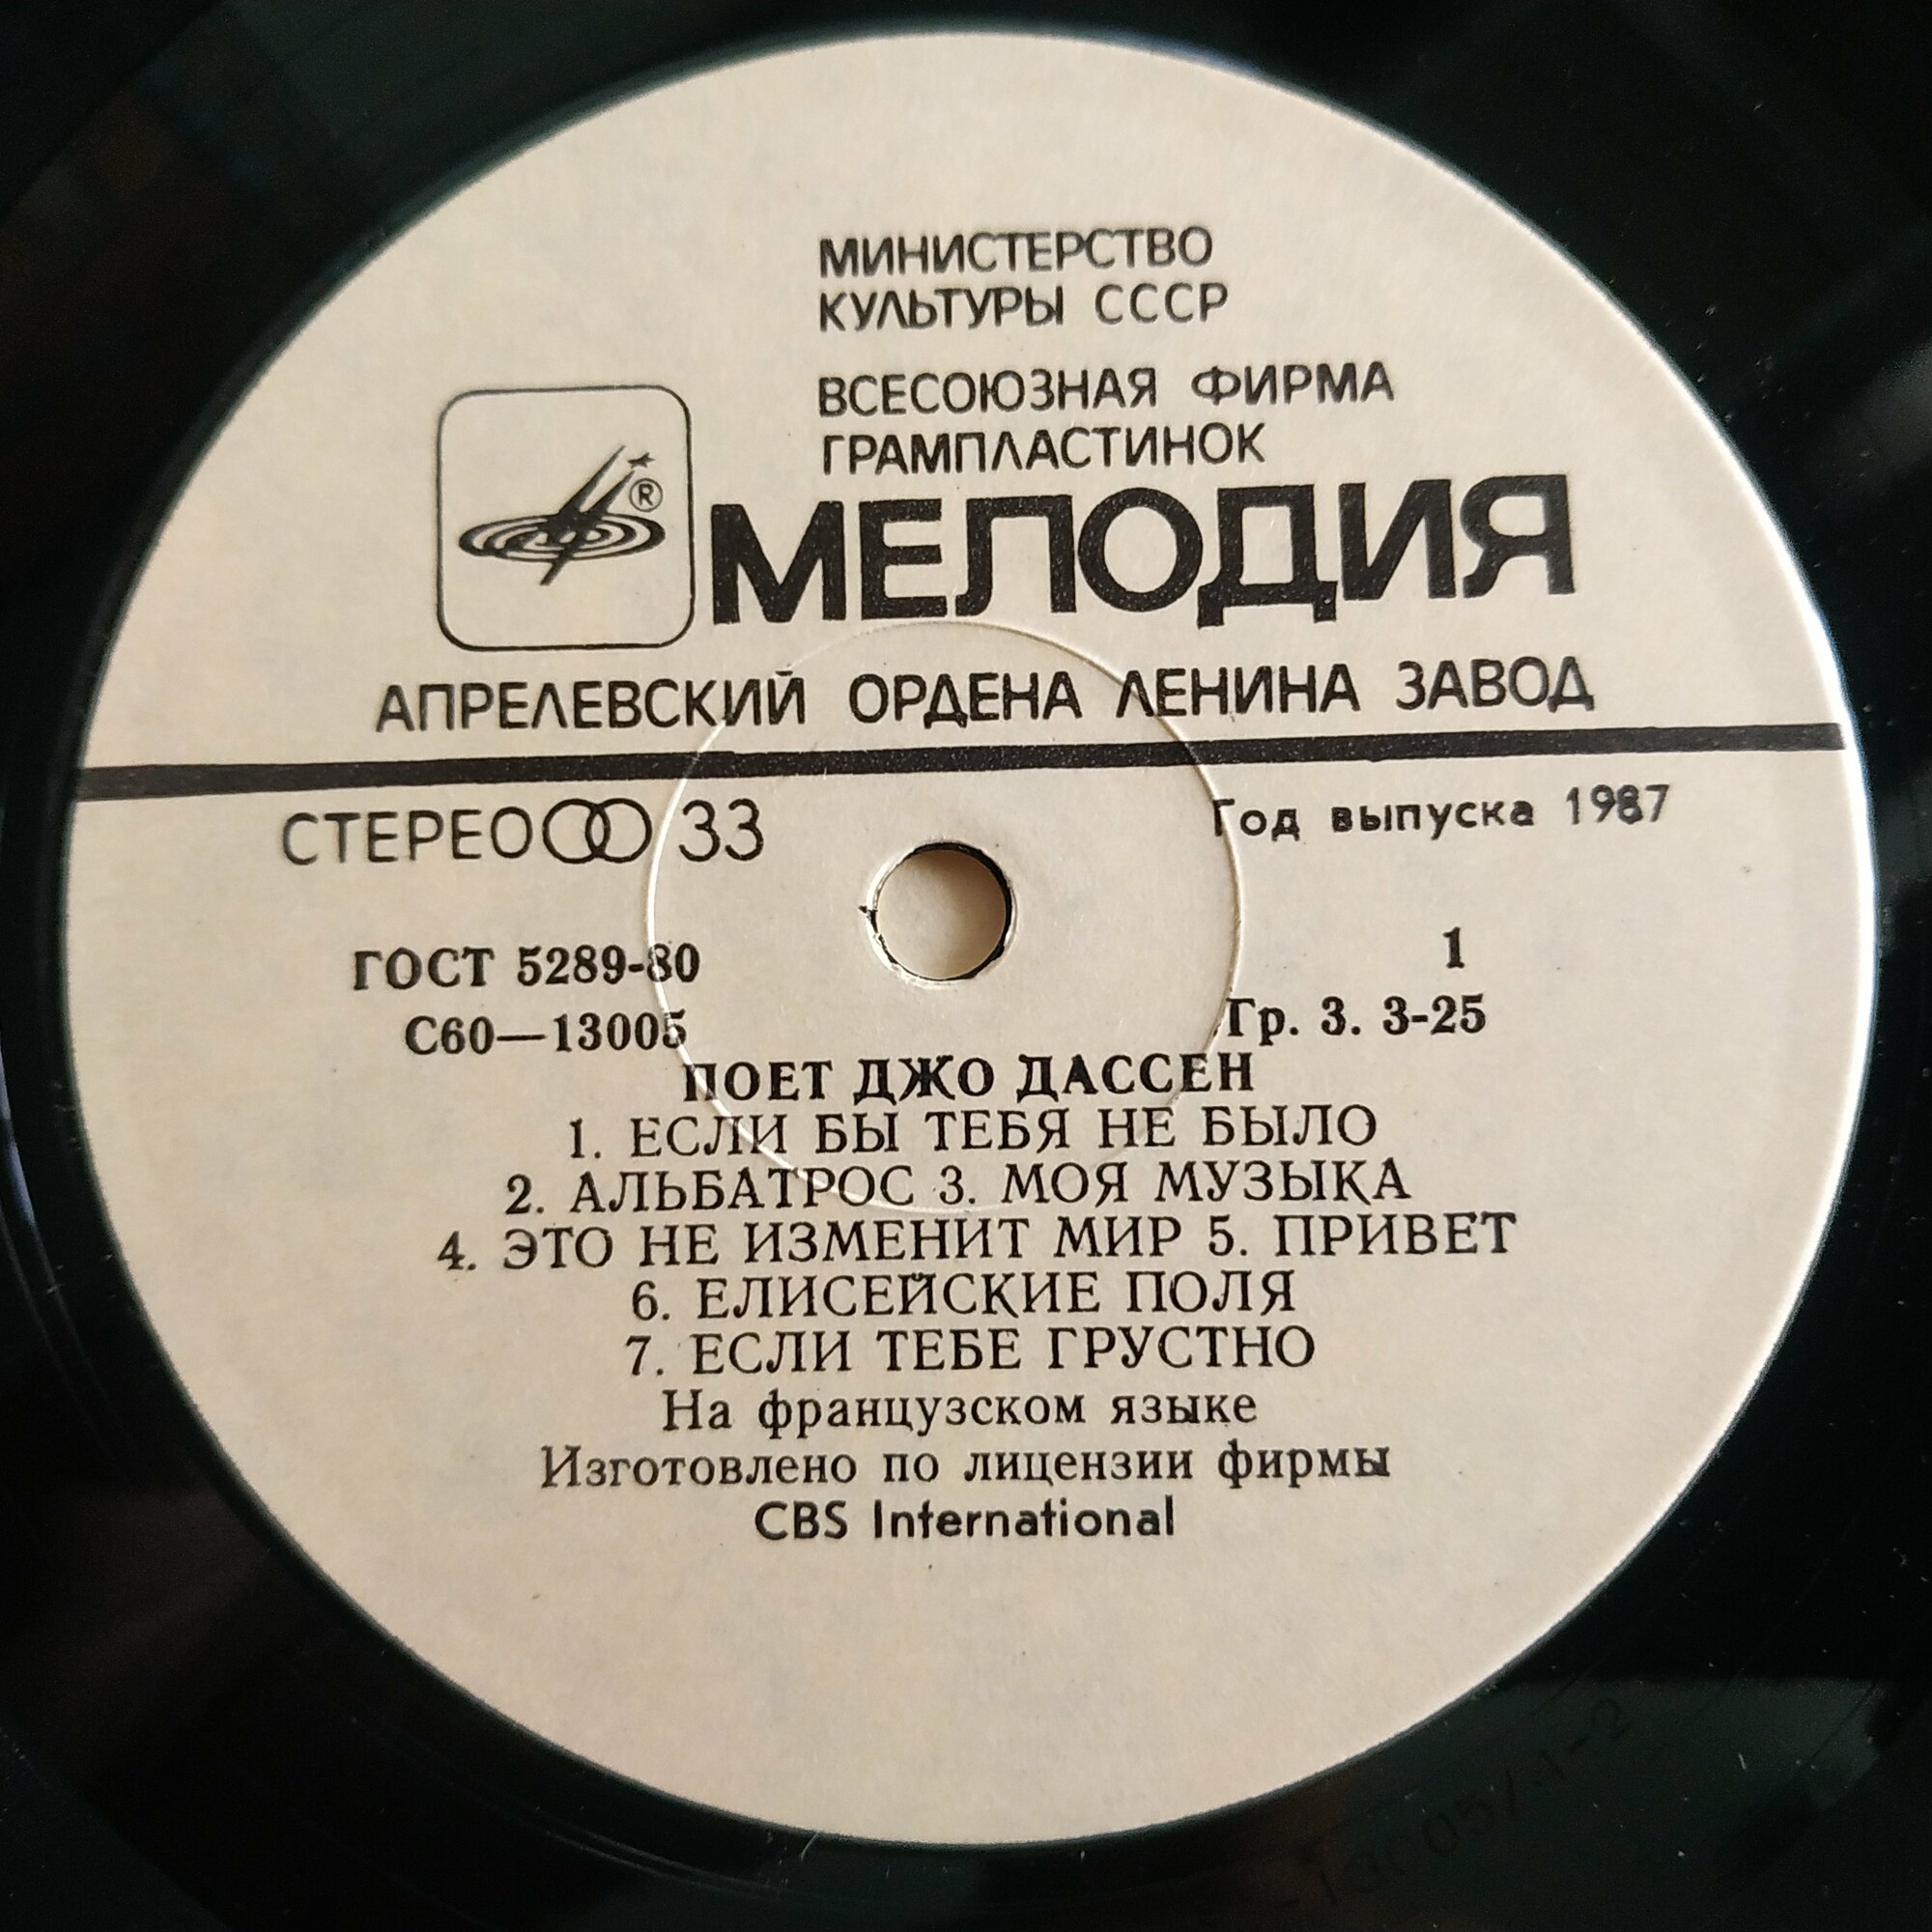 МИНИСТЕРСТВО
КУЛЬТУРЫ СССР
ВСЕСОЮЗНАЯ ФИРМА
ГРАМПЛАСТИНОК
®
МЕЛОДИЯ
АПРЕЛЕВСКИЙ ОРДЕНА ЛЕНИНА ЗАВОД
СТЕРЕО 33
Год выпуска 1987
ГОСТ 5289-80
1
С60—13005
Гр. 3. 3-25
ПОЕТ ДЖО ДАССЕН
1. ЕСЛИ БЫ ТЕБЯ НЕ БЫЛО
2. АЛЬБАТРОС 3. МОЯ МУЗЫКА
4. ЭТО НЕ ИЗМЕНИТ МИР 5. ПРИВЕТ
6. ЕЛИСЕЙСКИЕ ПОЛЯ
7. ЕСЛИ ТЕБЕ ГРУСТНО
На французском языке
Изготовлено по лицензии фирмы
CBS International